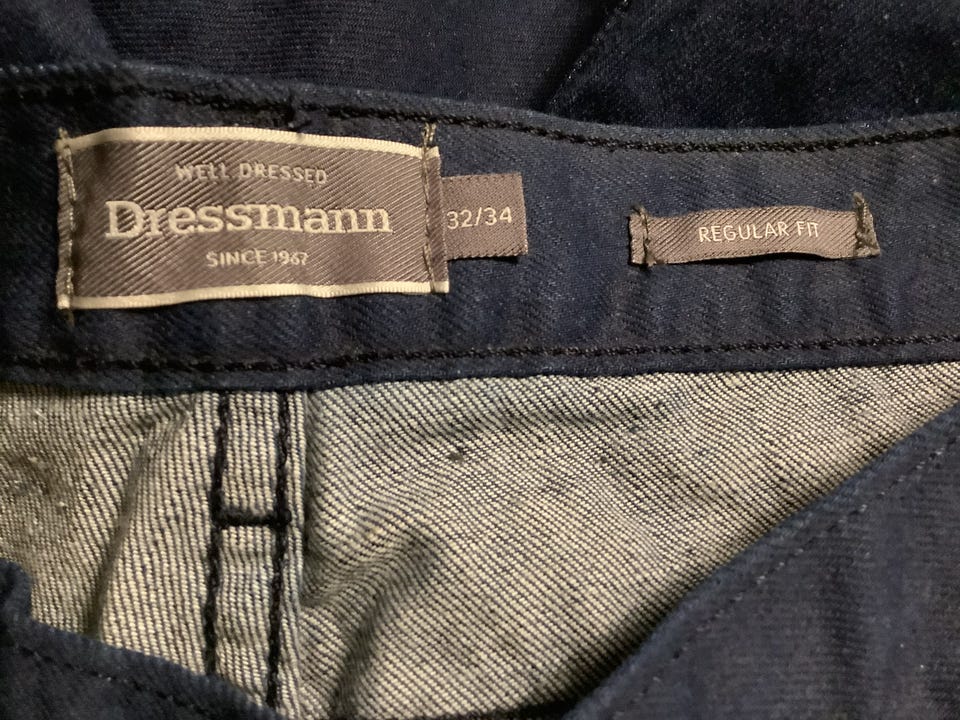 WELL DRESSED
Dressmann
SINCE 1967
32/34
REGULAR FIT